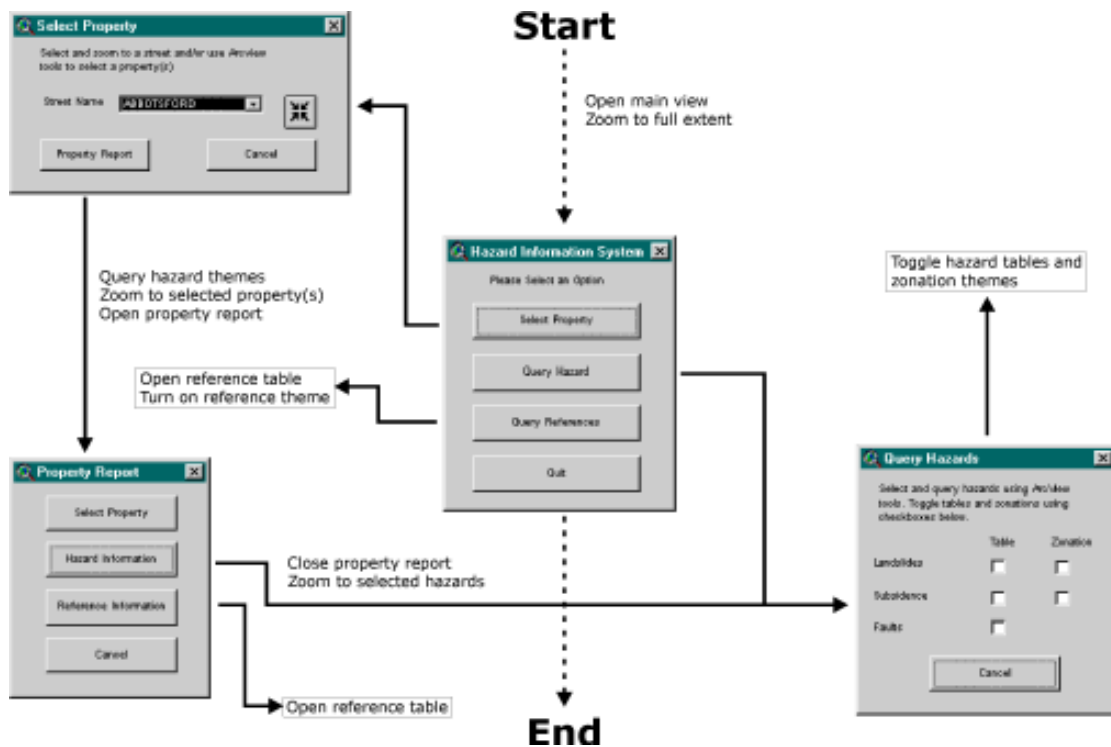 Select Property
Select and zoom to a street and/or use Arcview
tools to select a property(s)
Street Name ABBOTSFORD
Property Report Cancel
Start
Open main view
Zoom to full extent
Hazard Information System
Please Select an Option
Select Property
Query Hazard
Query References
Quit
Toggle hazard tables and
zonation themes
Query hazard themes
Zoom to selected property(s)
Open property report
Open reference table
Turn on reference theme
Property Report
Select Property
Hazard Information
Reference Information
Cancel
Close property report
Zoom to selected hazards
Open reference table
Query Hazards
Select and query hazards using ArcView
tools. Toggle tables and zonations using
checkboxes below.
Table Zonation
Landslides
Subsidence
Faults
Cancel
End